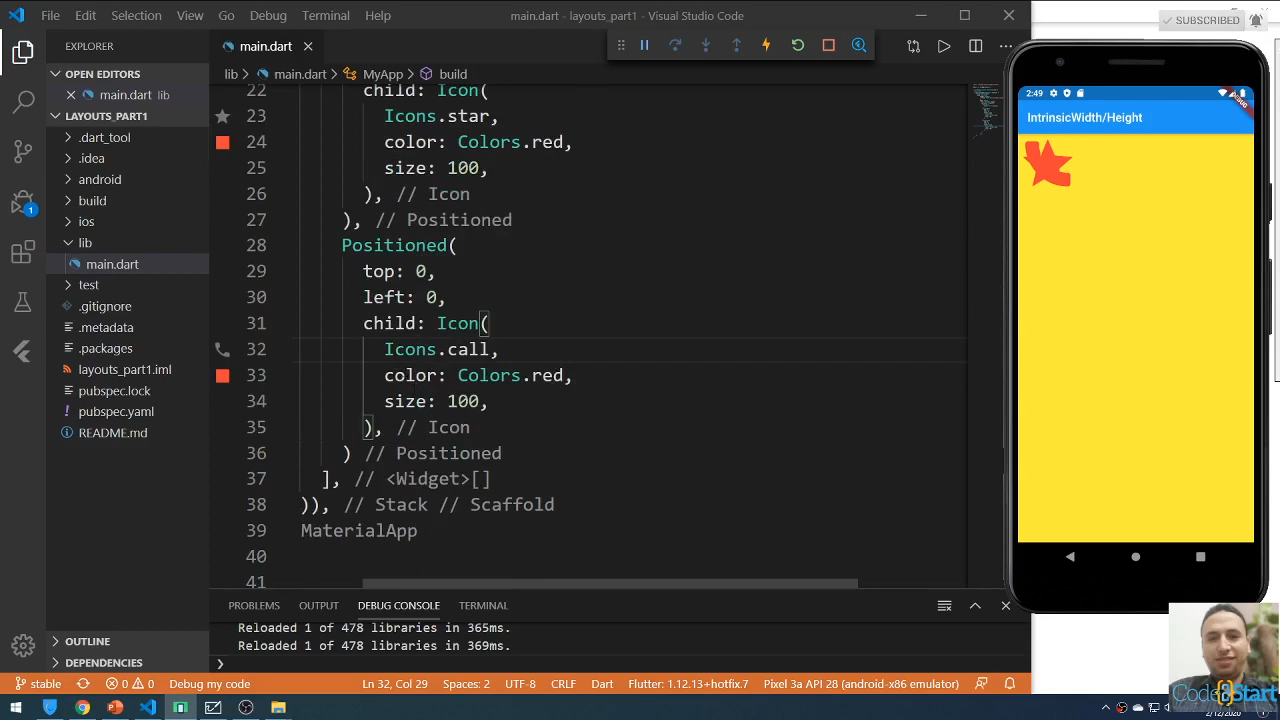 File Edit Selection View Go Debug Terminal Help
main.dart - layouts_part1 - Visual Studio Code
SUBSCRIBED
EXPLORER
OPEN EDITORS
main.dart lib
LAYOUTS_PART1
.dart_tool
.idea
android
build
ios
lib
main.dart
test
.gitignore
.metadata
.packages
layouts_part1.iml
pubspec.lock
pubspec.yaml
README.md
OUTLINE
DEPENDENCIES
1
main.dart
lib main.dart MyApp build
22 child: Icon(
23 Icons.star,
24 color: Colors.red,
25 size: 100,
26 ), // Icon
27 ), // Positioned
28 Positioned(
29 top: 0,
30 left: 0,
31 child: Icon(
32 Icons.call,
33 color: Colors.red,
34 size: 100,
35 ), // Icon
36 ) // Positioned
37 ], // <Widget>[]
38 )), // Stack // Scaffold
39 MaterialApp
40
41
PROBLEMS OUTPUT DEBUG CONSOLE TERMINAL
Reloaded 1 of 478 libraries in 365ms.
Reloaded 1 of 478 libraries in 369ms.
stable 0 0 Debug my code
Ln 32, Col 29 Spaces: 2 UTF-8 CRLF Dart Flutter: 1.12.13+hotfix.7 Pixel 3a API 28 (android-x86 emulator)
2:49
DEBUG
IntrinsicWidth/Height
Code{}Start
2/12/2020